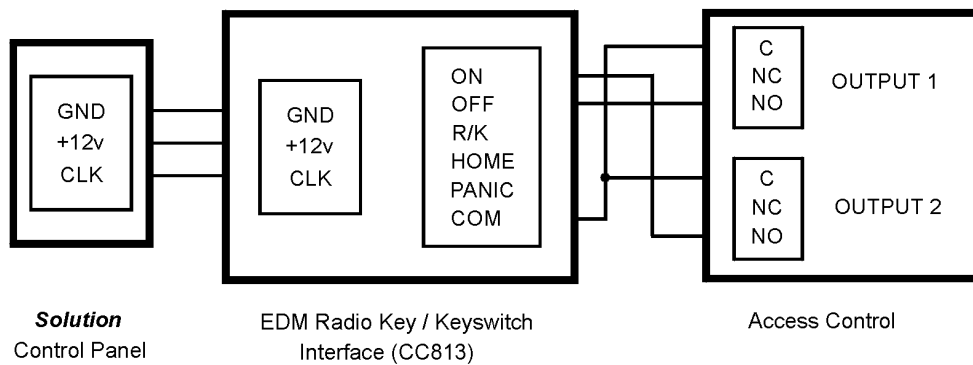 GND
+12v
CLK
GND
+12v
CLK
ON
OFF
R/K
HOME
PANIC
COM
C
NC
NO
OUTPUT 1
C
NC
NO
OUTPUT 2
Solution
Control Panel
EDM Radio Key / Keyswitch
Interface (CC813)
Access Control